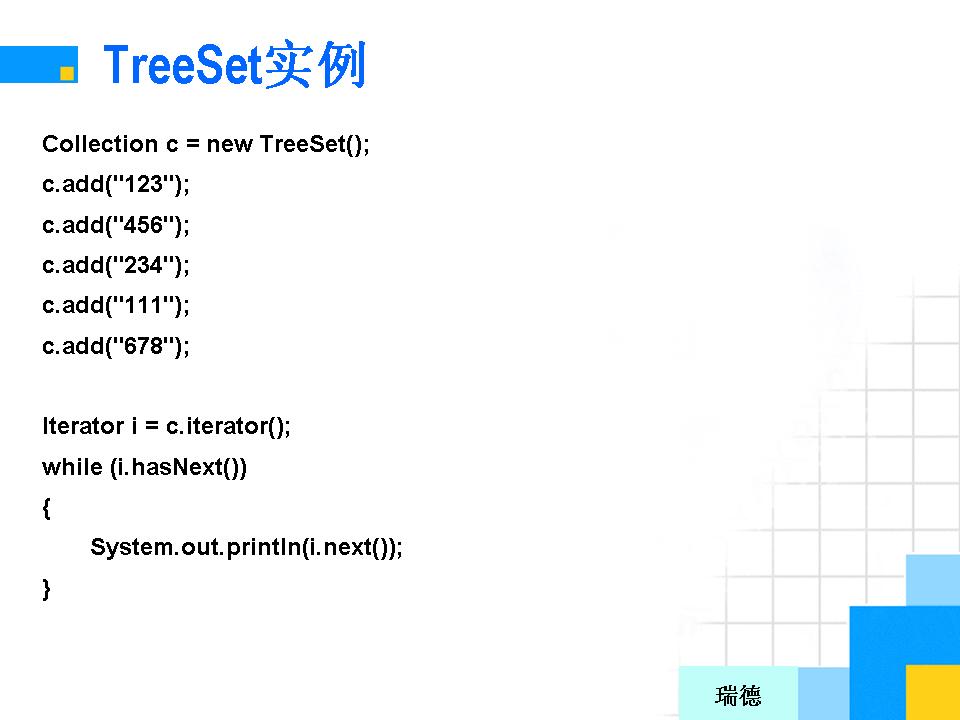 TreeSet实例
Collection c = new TreeSet();
c.add("123");
c.add("456");
c.add("234");
c.add("111");
c.add("678");
Iterator i = c.iterator();
while (i.hasNext())
{
System.out.println(i.next());
}
瑞德